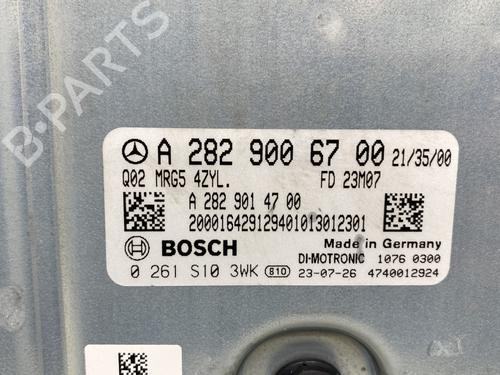 B-PARTS
A 282 900 67 00 21/35/00
Q02 MRG5 4ZYL. FD 23M07
A 282 901 47 00
200016429129401013012301
BOSCH Made in Germany
DI-MOTRONIC 1076 0300
0 261 S10 3WK 810 23-07-26 4740012924